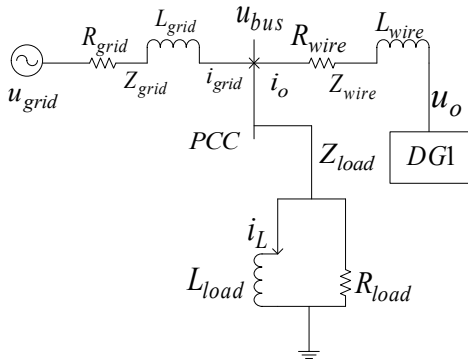 L_grid
u_bus
L_wire
R_grid
R_wire
Z_grid
i_grid
i_o
Z_wire
u_grid
u_o
PCC
Z_load
DG1
i_L
L_load
R_load